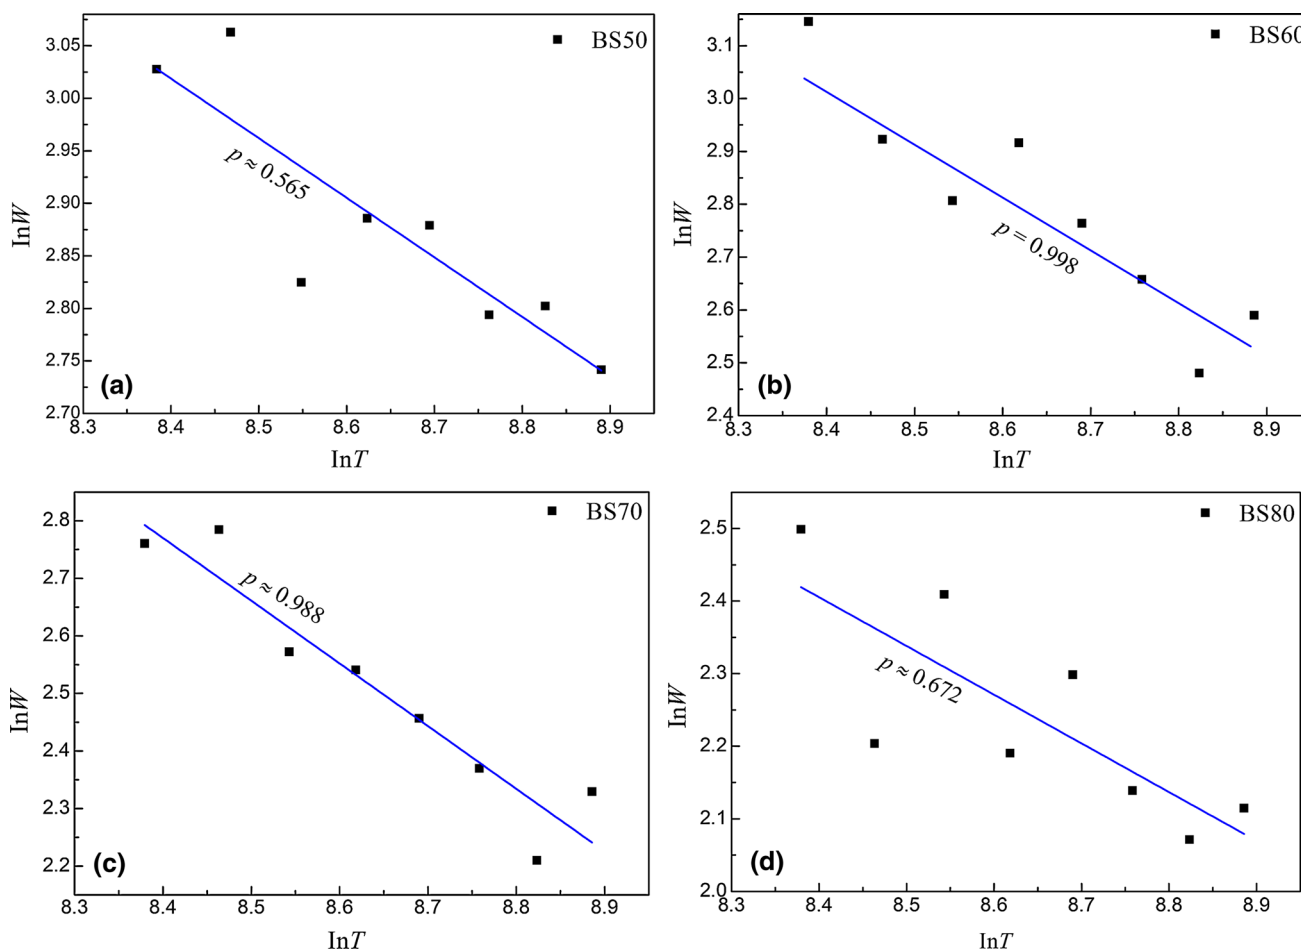 BS50
3.05
3.00
2.95
2.90
2.85
2.80
2.75
2.70
lnW
p ≈ 0.565
(a)
8.3 8.4 8.5 8.6 8.7 8.8 8.9
lnT
BS60
3.1
3.0
2.9
2.8
2.7
2.6
2.5
2.4
lnW
p = 0.998
(b)
8.3 8.4 8.5 8.6 8.7 8.8 8.9
lnT
BS70
2.8
2.7
2.6
2.5
2.4
2.3
2.2
lnW
p ≈ 0.988
(c)
8.3 8.4 8.5 8.6 8.7 8.8 8.9
lnT
BS80
2.5
2.4
2.3
2.2
2.1
2.0
lnW
p ≈ 0.672
(d)
8.3 8.4 8.5 8.6 8.7 8.8 8.9
lnT